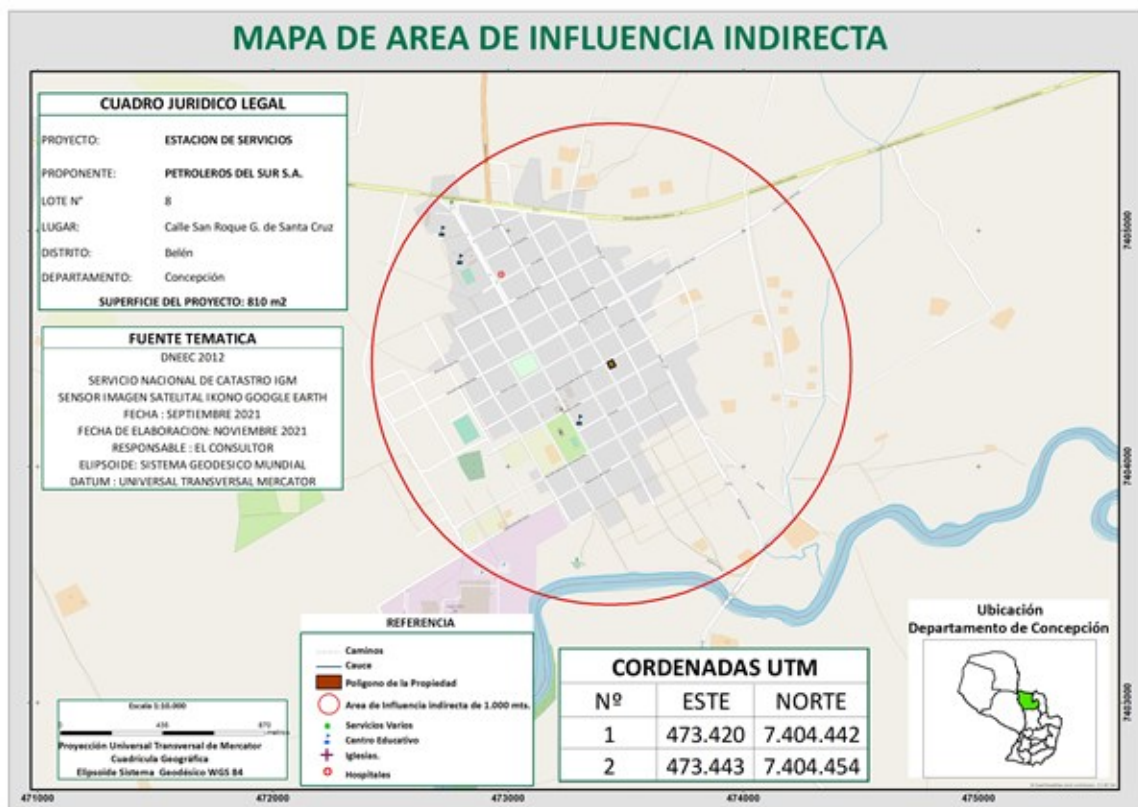 MAPA DE AREA DE INFLUENCIA INDIRECTA
CUADRO JURIDICO LEGAL
PROYECTO: ESTACION DE SERVICIOS
PROPONENTE: PETROLEROS DEL SUR S.A.
LOTE N° 8
LUGAR: Calle San Roque G. de Santa Cruz
DISTRITO: Belén
DEPARTAMENTO: Concepción
SUPERFICIE DEL PROYECTO: 810 m2
FUENTE TEMATICA
DNEEC 2012
SERVICIO NACIONAL DE CATASTRO IGM
SENSOR IMAGEN SATELITAL IKONO GOOGLE EARTH
FECHA : SEPTIEMBRE 2021
FECHA DE ELABORACION: NOVIEMBRE 2021
RESPONSABLE : EL CONSULTOR
ELIPSOIDE: SISTEMA GEODESICO MUNDIAL
DATUM : UNIVERSAL TRANSVERSAL MERCATOR
7405000
7404000
7403000
REFERENCIA
Caminos
Cauce
Poligono de la Propiedad
Area de Influencia indirecta de 1.000 mts.
Servicios Varios
Centro Educativo
Iglesias.
Hospitales
Escala 1:10.000
0 435 870
Proyección Universal Transversal de Mercator
Cuadrícula Geográfica
Elipsoide Sistema Geodésico WGS 84
CORDENADAS UTM
Nº ESTE NORTE
1 473.420 7.404.442
2 473.443 7.404.454
Ubicación
Departamento de Concepción
471000 472000 473000 474000 475000